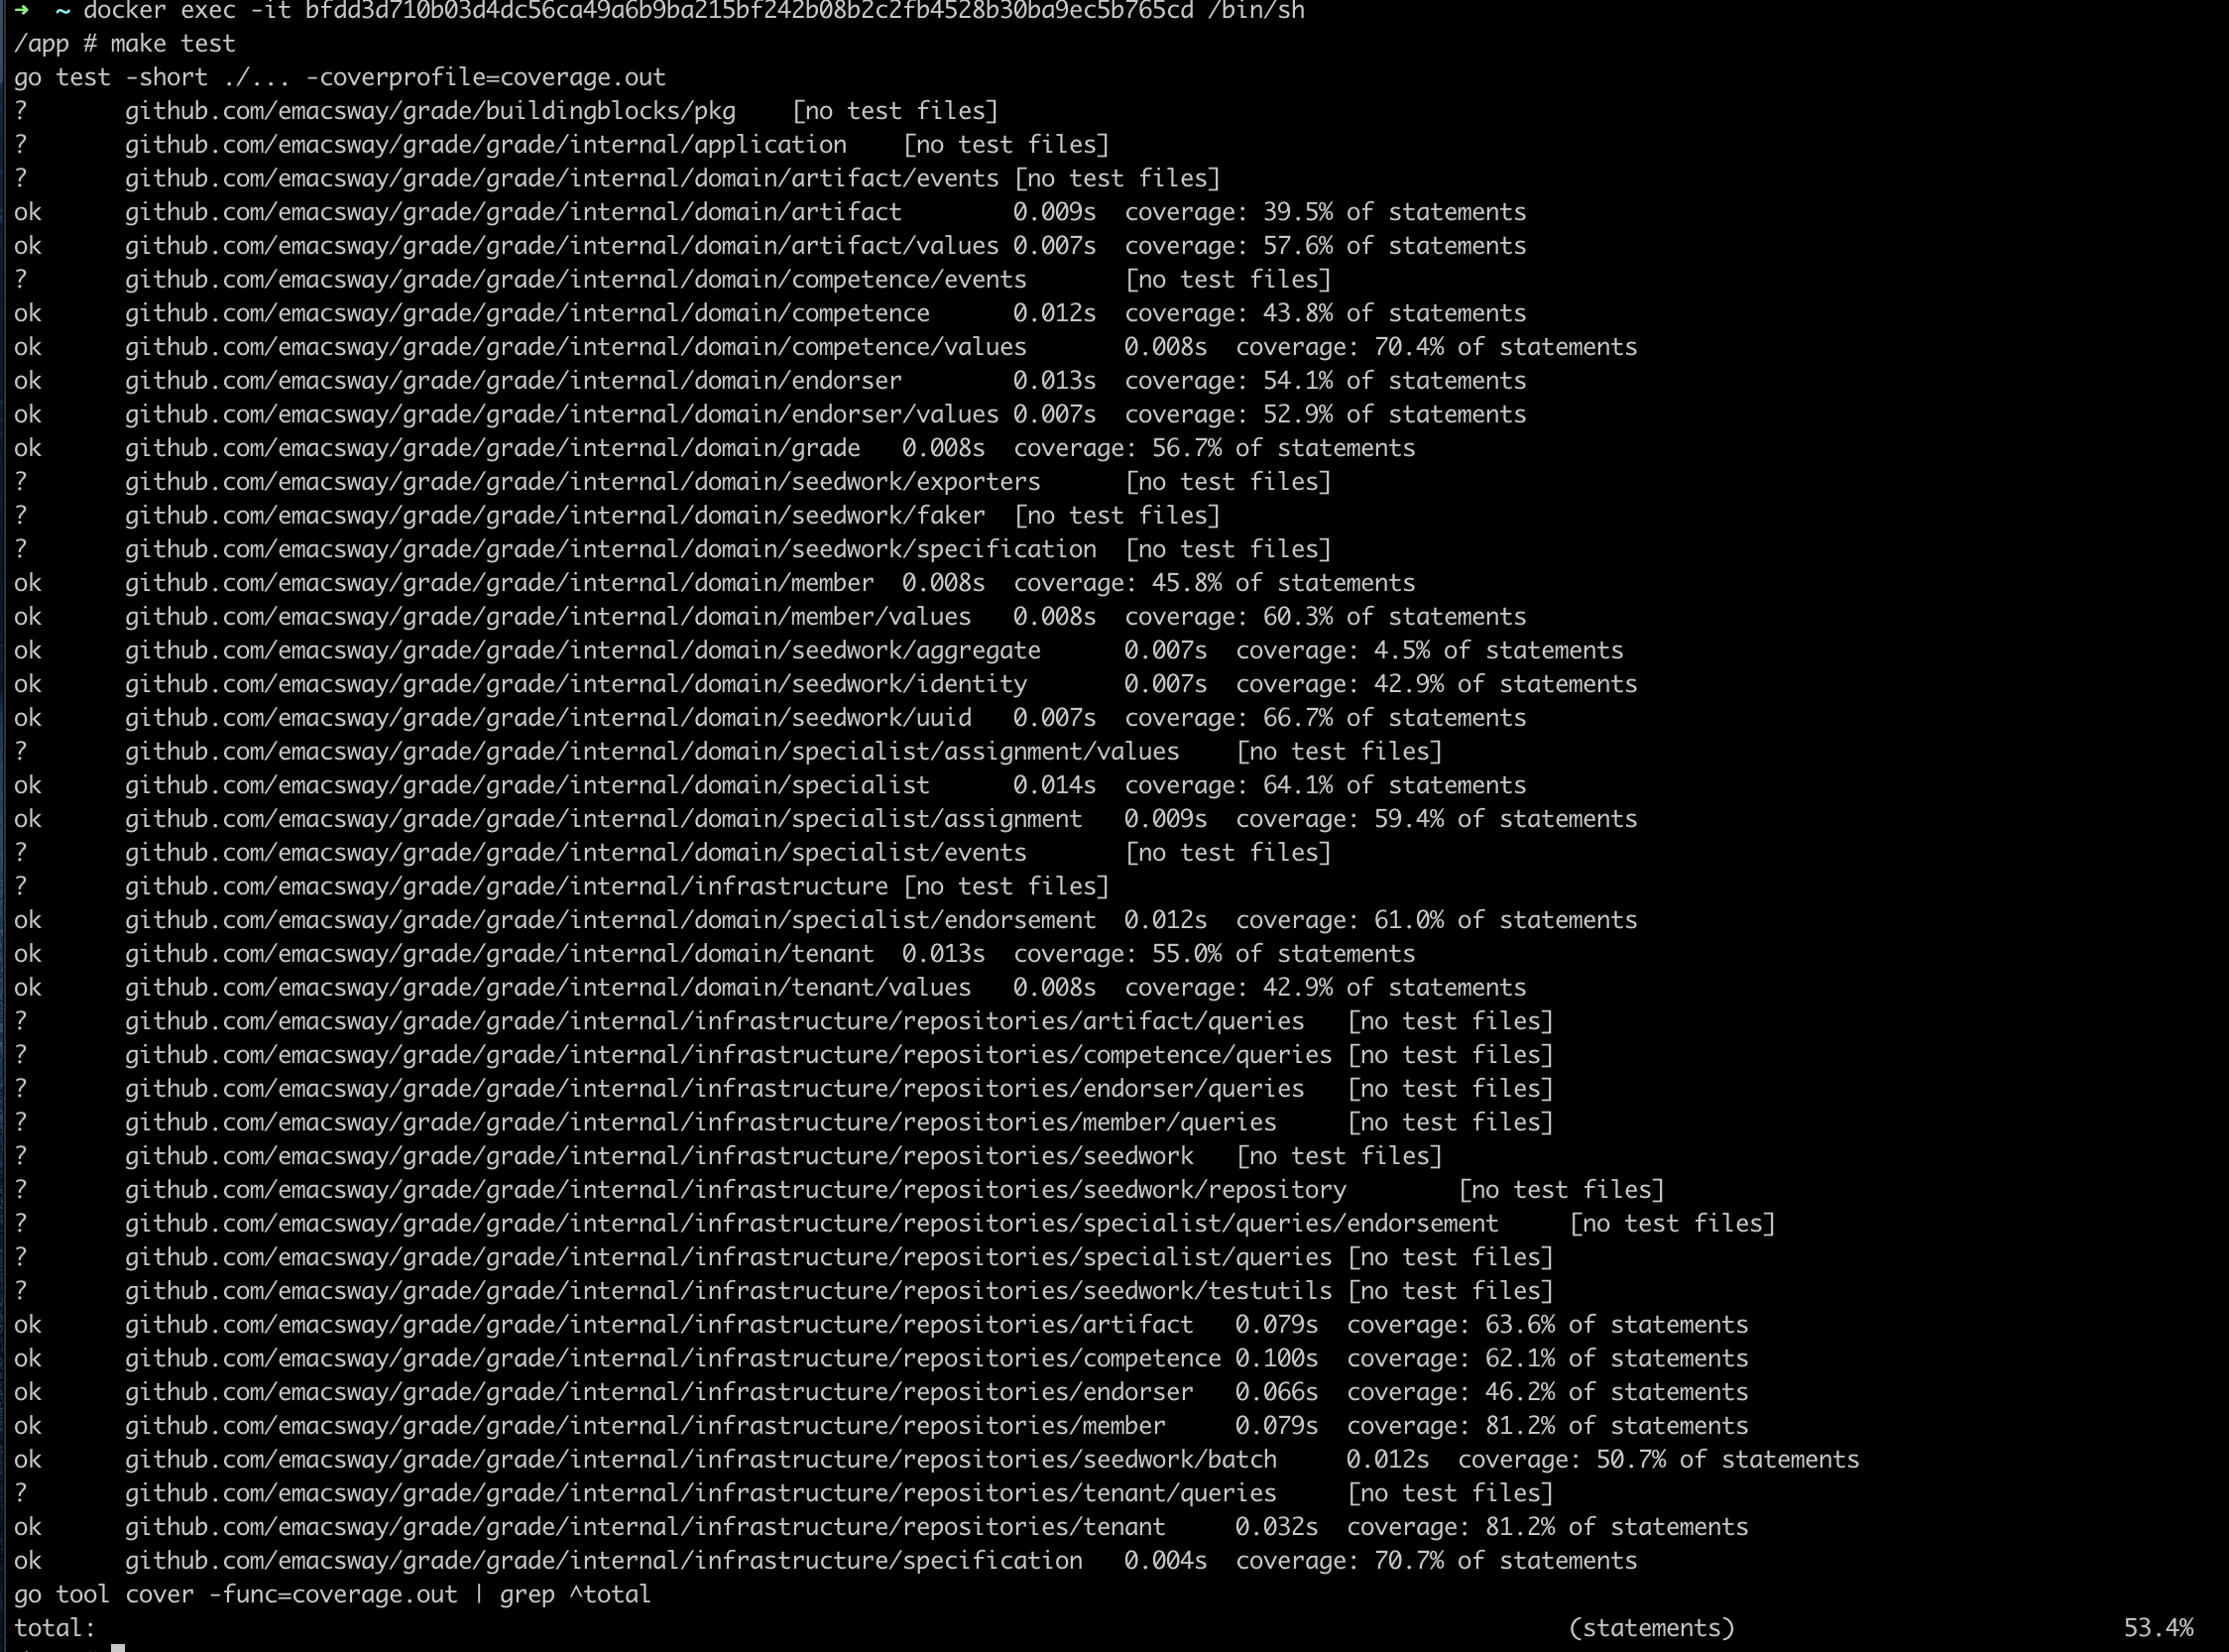 ➜  ~ docker exec -it bfdd3d710b03d4dc56ca49a6b9ba215bf242b08b2c2fb4528b30ba9ec5b765cd /bin/sh
/app # make test
go test -short ./... -coverprofile=coverage.out
?       github.com/emacsway/grade/buildingblocks/pkg    [no test files]
?       github.com/emacsway/grade/grade/internal/application    [no test files]
?       github.com/emacsway/grade/grade/internal/domain/artifact/events [no test files]
ok      github.com/emacsway/grade/grade/internal/domain/artifact        0.009s  coverage: 39.5% of statements
ok      github.com/emacsway/grade/grade/internal/domain/artifact/values 0.007s  coverage: 57.6% of statements
?       github.com/emacsway/grade/grade/internal/domain/competence/events       [no test files]
ok      github.com/emacsway/grade/grade/internal/domain/competence      0.012s  coverage: 43.8% of statements
ok      github.com/emacsway/grade/grade/internal/domain/competence/values       0.008s  coverage: 70.4% of statements
ok      github.com/emacsway/grade/grade/internal/domain/endorser        0.013s  coverage: 54.1% of statements
ok      github.com/emacsway/grade/grade/internal/domain/endorser/values 0.007s  coverage: 52.9% of statements
ok      github.com/emacsway/grade/grade/internal/domain/grade   0.008s  coverage: 56.7% of statements
?       github.com/emacsway/grade/grade/internal/domain/seedwork/exporters      [no test files]
?       github.com/emacsway/grade/grade/internal/domain/seedwork/faker  [no test files]
?       github.com/emacsway/grade/grade/internal/domain/seedwork/specification  [no test files]
ok      github.com/emacsway/grade/grade/internal/domain/member  0.008s  coverage: 45.8% of statements
ok      github.com/emacsway/grade/grade/internal/domain/member/values   0.008s  coverage: 60.3% of statements
ok      github.com/emacsway/grade/grade/internal/domain/seedwork/aggregate      0.007s  coverage: 4.5% of statements
ok      github.com/emacsway/grade/grade/internal/domain/seedwork/identity       0.007s  coverage: 42.9% of statements
ok      github.com/emacsway/grade/grade/internal/domain/seedwork/uuid   0.007s  coverage: 66.7% of statements
?       github.com/emacsway/grade/grade/internal/domain/specialist/assignment/values    [no test files]
ok      github.com/emacsway/grade/grade/internal/domain/specialist      0.014s  coverage: 64.1% of statements
ok      github.com/emacsway/grade/grade/internal/domain/specialist/assignment   0.009s  coverage: 59.4% of statements
?       github.com/emacsway/grade/grade/internal/domain/specialist/events       [no test files]
?       github.com/emacsway/grade/grade/internal/infrastructure [no test files]
ok      github.com/emacsway/grade/grade/internal/domain/specialist/endorsement  0.012s  coverage: 61.0% of statements
ok      github.com/emacsway/grade/grade/internal/domain/tenant  0.013s  coverage: 55.0% of statements
ok      github.com/emacsway/grade/grade/internal/domain/tenant/values   0.008s  coverage: 42.9% of statements
?       github.com/emacsway/grade/grade/internal/infrastructure/repositories/artifact/queries   [no test files]
?       github.com/emacsway/grade/grade/internal/infrastructure/repositories/competence/queries [no test files]
?       github.com/emacsway/grade/grade/internal/infrastructure/repositories/endorser/queries   [no test files]
?       github.com/emacsway/grade/grade/internal/infrastructure/repositories/member/queries     [no test files]
?       github.com/emacsway/grade/grade/internal/infrastructure/repositories/seedwork   [no test files]
?       github.com/emacsway/grade/grade/internal/infrastructure/repositories/seedwork/repository        [no test files]
?       github.com/emacsway/grade/grade/internal/infrastructure/repositories/specialist/queries/endorsement     [no test files]
?       github.com/emacsway/grade/grade/internal/infrastructure/repositories/specialist/queries [no test files]
?       github.com/emacsway/grade/grade/internal/infrastructure/repositories/seedwork/testutils [no test files]
ok      github.com/emacsway/grade/grade/internal/infrastructure/repositories/artifact   0.079s  coverage: 63.6% of statements
ok      github.com/emacsway/grade/grade/internal/infrastructure/repositories/competence 0.100s  coverage: 62.1% of statements
ok      github.com/emacsway/grade/grade/internal/infrastructure/repositories/endorser   0.066s  coverage: 46.2% of statements
ok      github.com/emacsway/grade/grade/internal/infrastructure/repositories/member     0.079s  coverage: 81.2% of statements
ok      github.com/emacsway/grade/grade/internal/infrastructure/repositories/seedwork/batch     0.012s  coverage: 50.7% of statements
?       github.com/emacsway/grade/grade/internal/infrastructure/repositories/tenant/queries     [no test files]
ok      github.com/emacsway/grade/grade/internal/infrastructure/repositories/tenant     0.032s  coverage: 81.2% of statements
ok      github.com/emacsway/grade/grade/internal/infrastructure/specification   0.004s  coverage: 70.7% of statements
go tool cover -func=coverage.out | grep ^total
total:  (statements)  53.4%